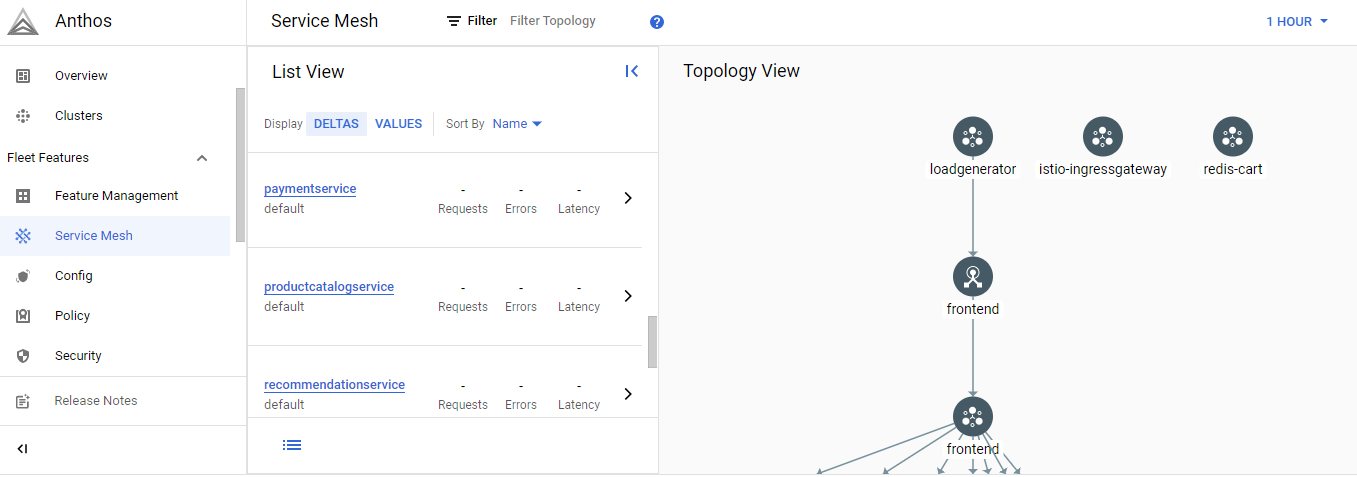 Anthos
Service Mesh
Filter Filter Topology
?
1 HOUR
Overview
Clusters
Fleet Features
Feature Management
Service Mesh
Config
Policy
Security
Release Notes
List View
Display DELTAS VALUES Sort By Name
paymentservice - - -
default Requests Errors Latency
productcatalogservice - - -
default Requests Errors Latency
recommendationservice - - -
default Requests Errors Latency
Topology View
loadgenerator istio-ingressgateway redis-cart
frontend
frontend